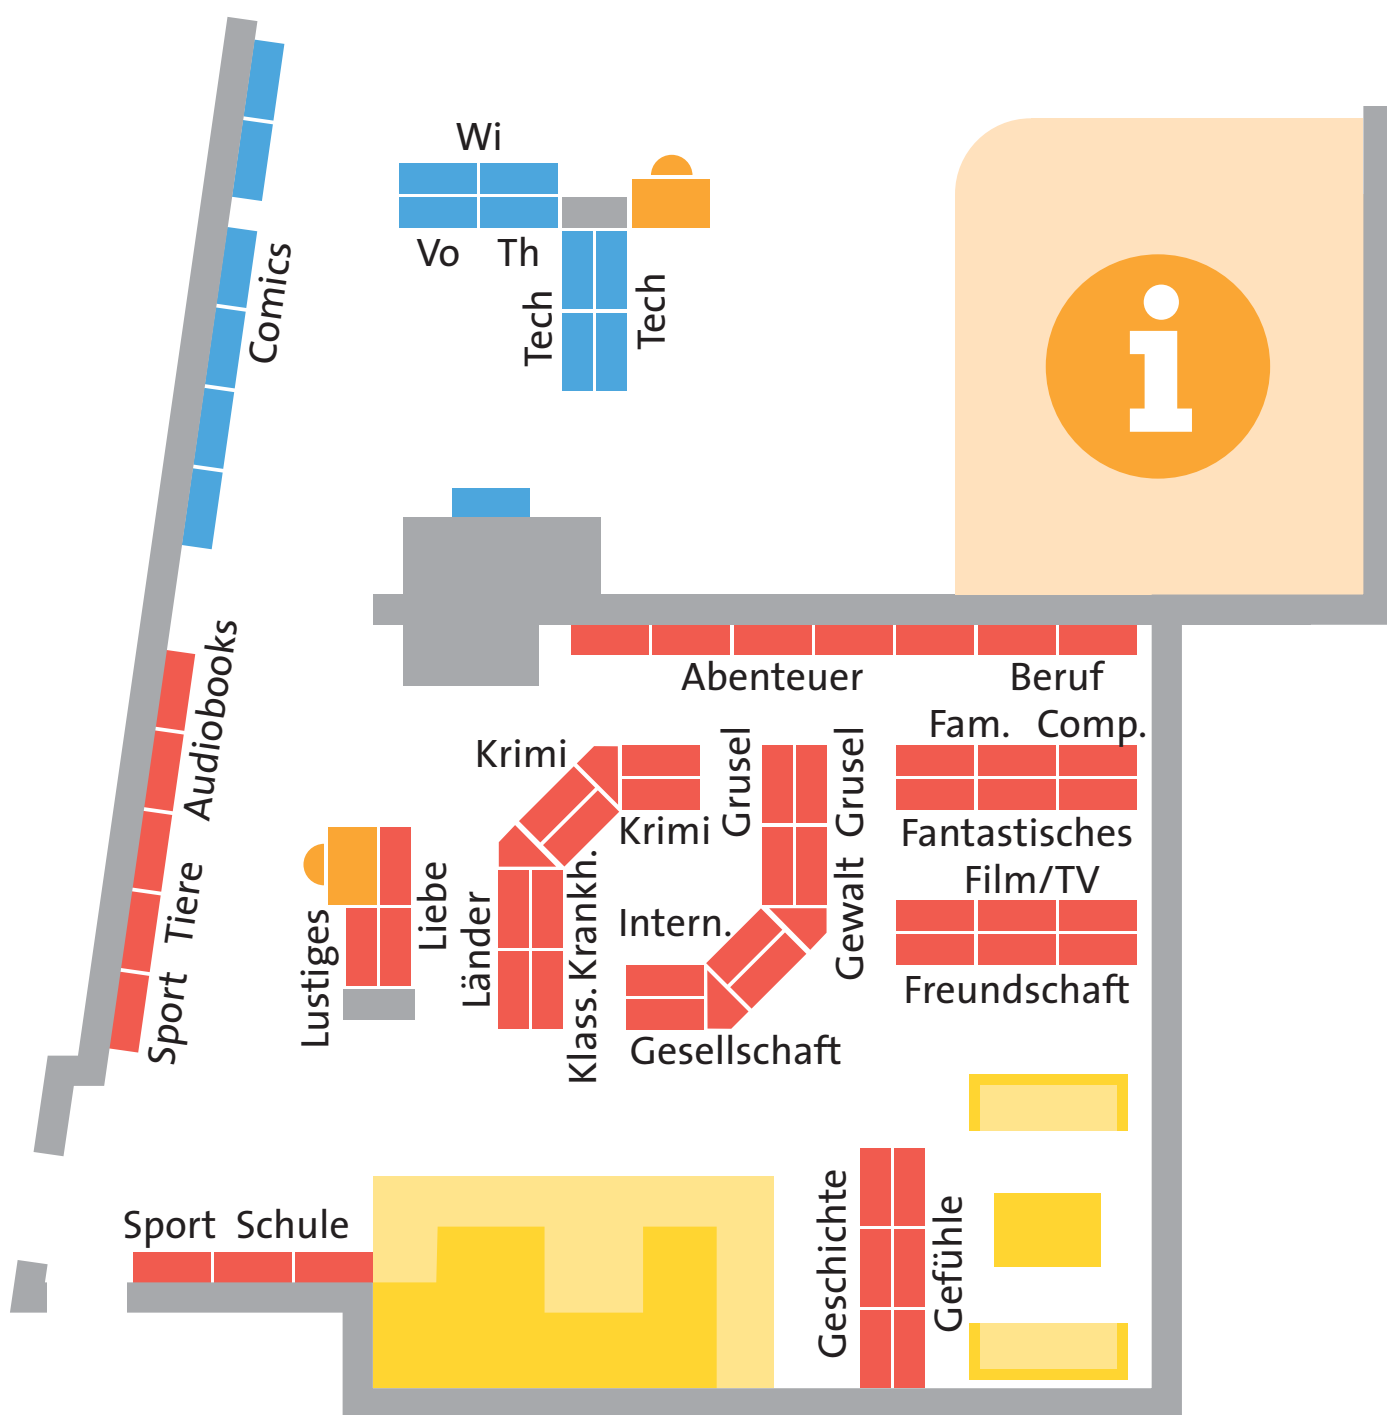 Wi
Vo Th
Tech
Tech
Comics
i
Audiobooks
Tiere
Sport
Abenteuer
Beruf
Fam. Comp.
Krimi
Krimi
Grusel
Grusel
Gewalt
Fantastisches
Film/TV
Freundschaft
Lustiges
Liebe
Länder
Krankh.
Klass.
Intern.
Gesellschaft
Sport Schule
Geschichte
Gefühle